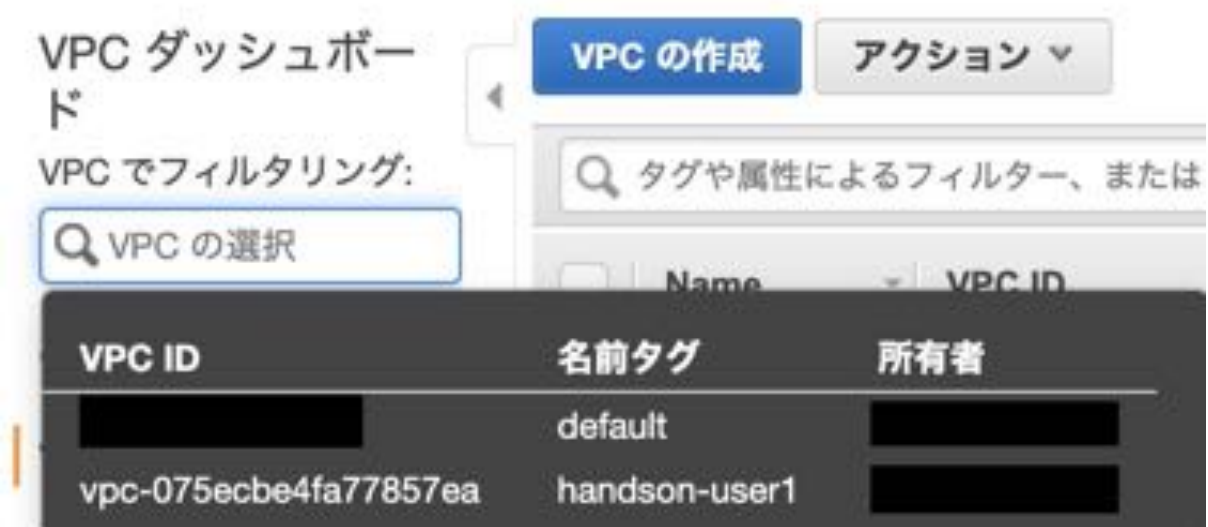 VPC ダッシュボー
ド
VPC でフィルタリング:
VPC の選択
VPC の作成
アクション
タグや属性によるフィルター、または
Name
VPC ID
VPC ID 名前タグ 所有者
default
vpc-075ecbe4fa77857ea handson-user1